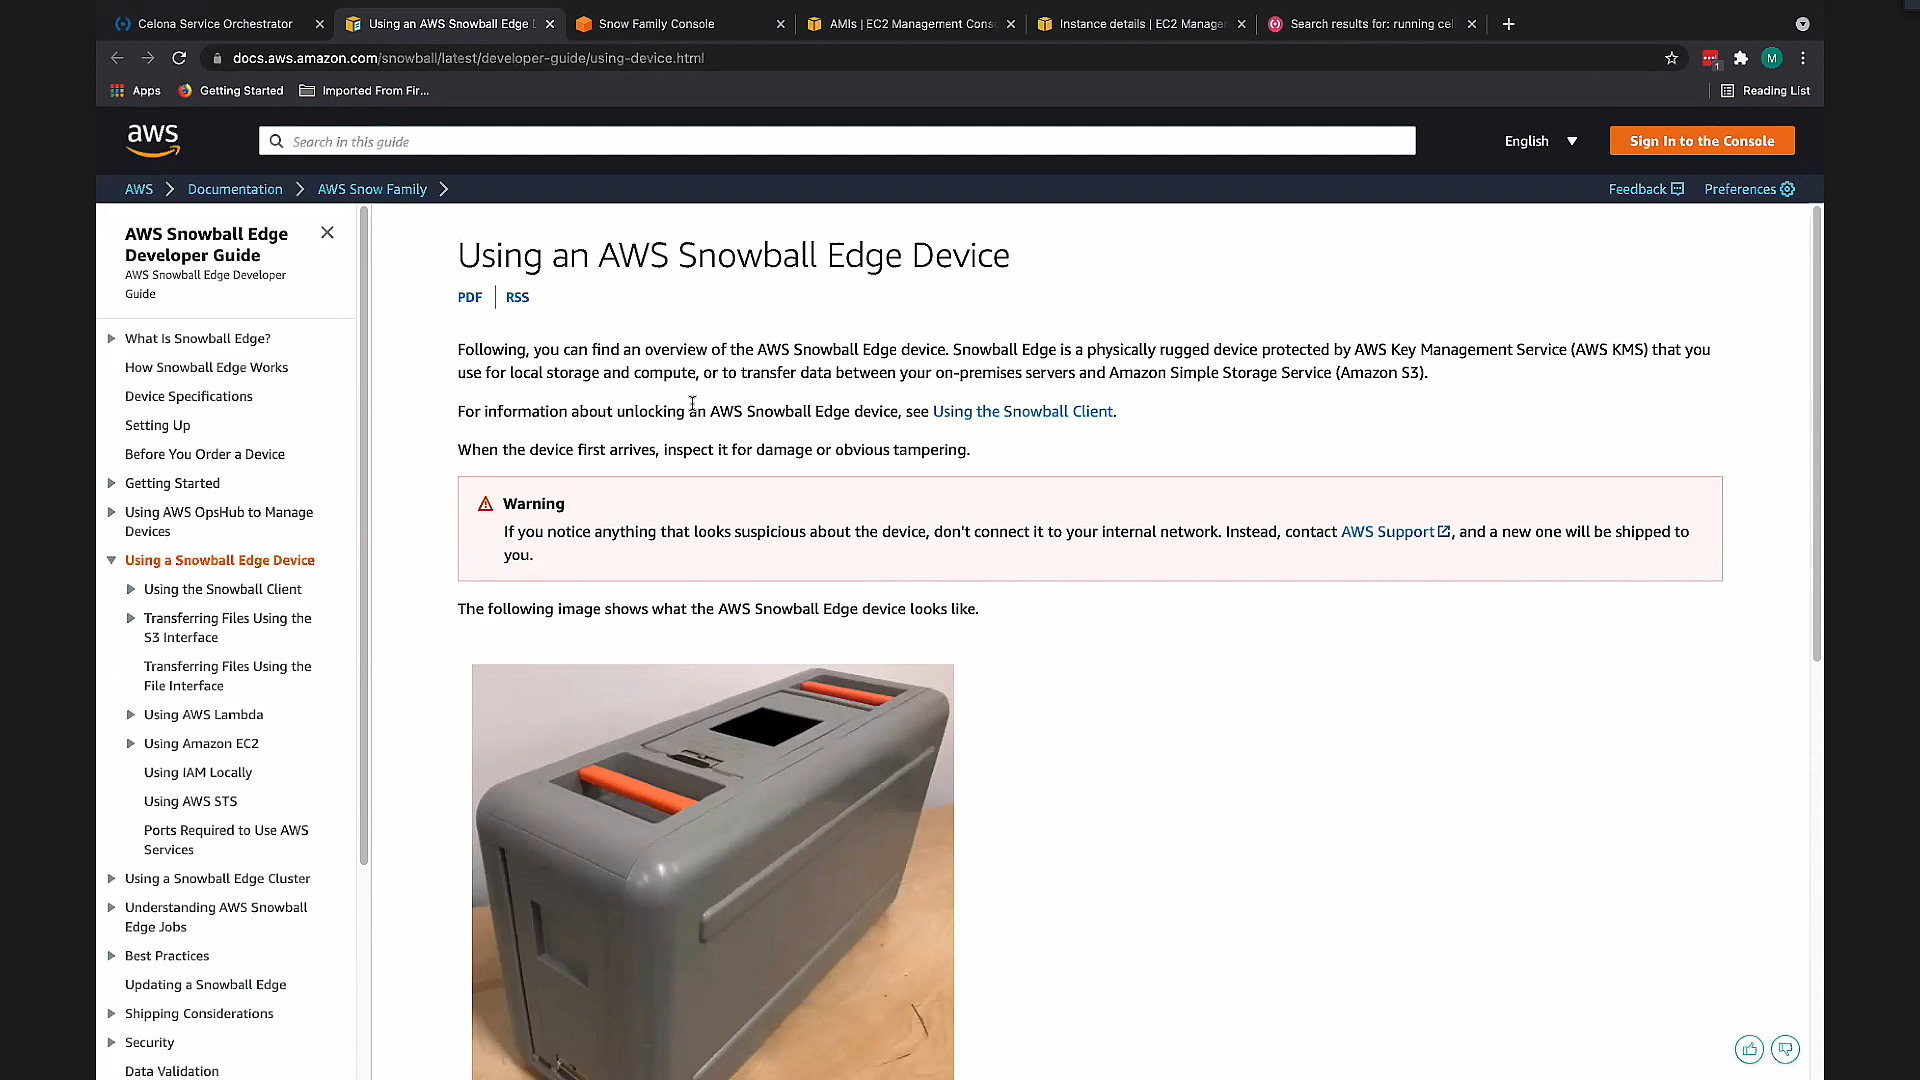 Celona Service Orchestrator
Using an AWS Snowball Edge
Snow Family Console
AMIs | EC2 Management Cons
Instance details | EC2 Manage
Search results for: running ce
docs.aws.amazon.com/snowball/latest/developer-guide/using-device.html
1
M
Apps
Getting Started
Imported From Fir...
Reading List
aws
Search in this guide
English
Sign In to the Console
AWS
Documentation
AWS Snow Family
Feedback
Preferences
AWS Snowball Edge
Developer Guide
AWS Snowball Edge Developer
Guide
What Is Snowball Edge?
How Snowball Edge Works
Device Specifications
Setting Up
Before You Order a Device
Getting Started
Using AWS OpsHub to Manage
Devices
Using a Snowball Edge Device
Using the Snowball Client
Transferring Files Using the
S3 Interface
Transferring Files Using the
File Interface
Using AWS Lambda
Using Amazon EC2
Using IAM Locally
Using AWS STS
Ports Required to Use AWS
Services
Using a Snowball Edge Cluster
Understanding AWS Snowball
Edge Jobs
Best Practices
Updating a Snowball Edge
Shipping Considerations
Security
Data Validation
Using an AWS Snowball Edge Device
PDF
RSS
Following, you can find an overview of the AWS Snowball Edge device. Snowball Edge is a physically rugged device protected by AWS Key Management Service (AWS KMS) that you
use for local storage and compute, or to transfer data between your on-premises servers and Amazon Simple Storage Service (Amazon S3).
For information about unlocking an AWS Snowball Edge device, see Using the Snowball Client.
When the device first arrives, inspect it for damage or obvious tampering.
Warning
If you notice anything that looks suspicious about the device, don't connect it to your internal network. Instead, contact AWS Support, and a new one will be shipped to
you.
The following image shows what the AWS Snowball Edge device looks like.